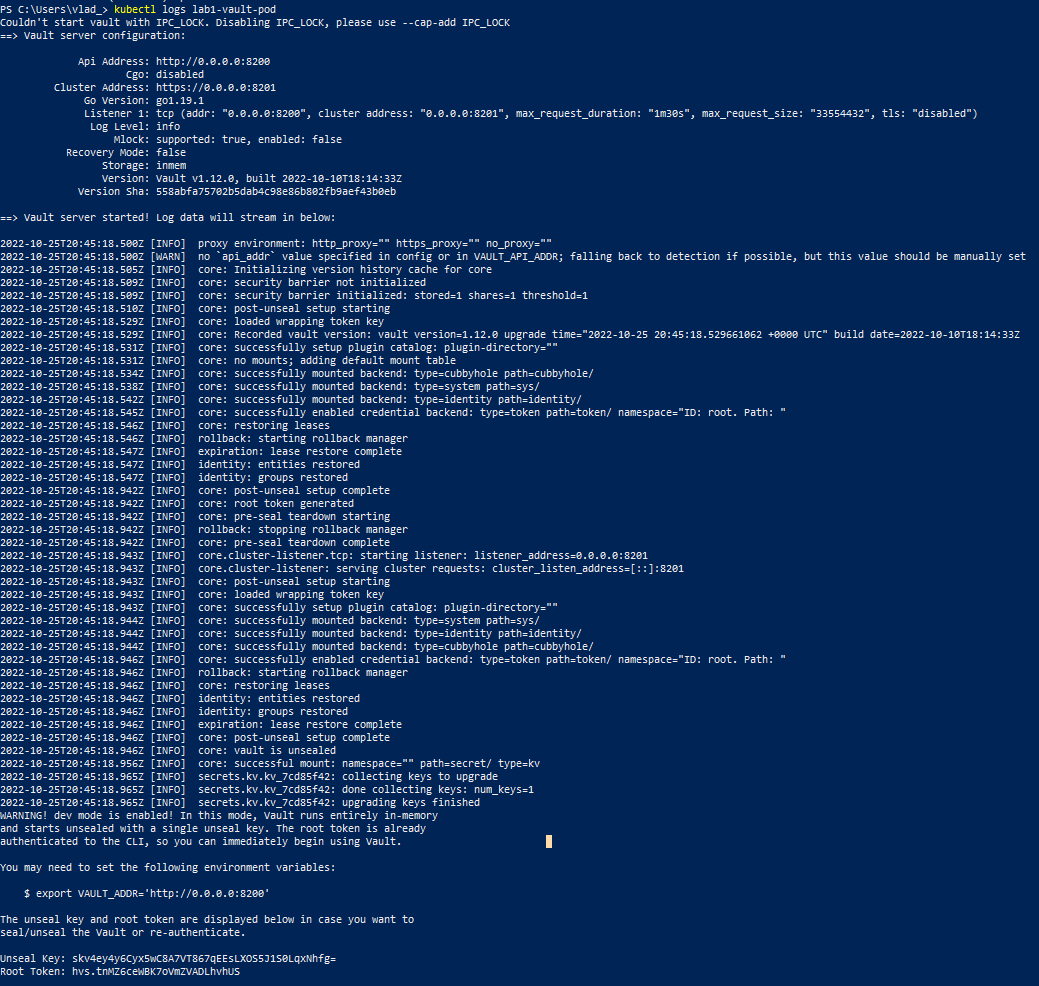 PS C:\Users\vlad_> kubectl logs lab1-vault-pod
Couldn't start vault with IPC_LOCK. Disabling IPC_LOCK, please use --cap-add IPC_LOCK
==> Vault server configuration:
Api Address: http://0.0.0.0:8200
Cgo: disabled
Cluster Address: https://0.0.0.0:8201
Go Version: go1.19.1
Listener 1: tcp (addr: "0.0.0.0:8200", cluster address: "0.0.0.0:8201", max_request_duration: "1m30s", max_request_size: "33554432", tls: "disabled")
Log Level: info
Mlock: supported: true, enabled: false
Recovery Mode: false
Storage: inmem
Version: Vault v1.12.0, built 2022-10-10T18:14:33Z
Version Sha: 558abfa75702b5dab4c98e86b802fb9aef43b0eb
==> Vault server started! Log data will stream in below:
2022-10-25T20:45:18.500Z [INFO]  proxy environment: http_proxy="" https_proxy="" no_proxy=""
2022-10-25T20:45:18.500Z [WARN]  no `api_addr` value specified in config or in VAULT_API_ADDR; falling back to detection if possible, but this value should be manually set
2022-10-25T20:45:18.505Z [INFO]  core: Initializing version history cache for core
2022-10-25T20:45:18.509Z [INFO]  core: security barrier not initialized
2022-10-25T20:45:18.509Z [INFO]  core: security barrier initialized: stored=1 shares=1 threshold=1
2022-10-25T20:45:18.510Z [INFO]  core: post-unseal setup starting
2022-10-25T20:45:18.529Z [INFO]  core: loaded wrapping token key
2022-10-25T20:45:18.529Z [INFO]  core: Recorded vault version: vault version=1.12.0 upgrade time="2022-10-25 20:45:18.529661062 +0000 UTC" build date=2022-10-10T18:14:33Z
2022-10-25T20:45:18.531Z [INFO]  core: successfully setup plugin catalog: plugin-directory=""
2022-10-25T20:45:18.531Z [INFO]  core: no mounts; adding default mount table
2022-10-25T20:45:18.534Z [INFO]  core: successfully mounted backend: type=cubbyhole path=cubbyhole/
2022-10-25T20:45:18.538Z [INFO]  core: successfully mounted backend: type=system path=sys/
2022-10-25T20:45:18.542Z [INFO]  core: successfully mounted backend: type=identity path=identity/
2022-10-25T20:45:18.545Z [INFO]  core: successfully enabled credential backend: type=token path=token/ namespace="ID: root. Path: "
2022-10-25T20:45:18.546Z [INFO]  core: restoring leases
2022-10-25T20:45:18.546Z [INFO]  rollback: starting rollback manager
2022-10-25T20:45:18.547Z [INFO]  expiration: lease restore complete
2022-10-25T20:45:18.547Z [INFO]  identity: entities restored
2022-10-25T20:45:18.547Z [INFO]  identity: groups restored
2022-10-25T20:45:18.942Z [INFO]  core: post-unseal setup complete
2022-10-25T20:45:18.942Z [INFO]  core: root token generated
2022-10-25T20:45:18.942Z [INFO]  core: pre-seal teardown starting
2022-10-25T20:45:18.942Z [INFO]  rollback: stopping rollback manager
2022-10-25T20:45:18.942Z [INFO]  core: pre-seal teardown complete
2022-10-25T20:45:18.943Z [INFO]  core.cluster-listener.tcp: starting listener: listener_address=0.0.0.0:8201
2022-10-25T20:45:18.943Z [INFO]  core.cluster-listener: serving cluster requests: cluster_listen_address=[::]:8201
2022-10-25T20:45:18.943Z [INFO]  core: post-unseal setup starting
2022-10-25T20:45:18.943Z [INFO]  core: loaded wrapping token key
2022-10-25T20:45:18.943Z [INFO]  core: successfully setup plugin catalog: plugin-directory=""
2022-10-25T20:45:18.944Z [INFO]  core: successfully mounted backend: type=system path=sys/
2022-10-25T20:45:18.944Z [INFO]  core: successfully mounted backend: type=identity path=identity/
2022-10-25T20:45:18.944Z [INFO]  core: successfully mounted backend: type=cubbyhole path=cubbyhole/
2022-10-25T20:45:18.946Z [INFO]  core: successfully enabled credential backend: type=token path=token/ namespace="ID: root. Path: "
2022-10-25T20:45:18.946Z [INFO]  rollback: starting rollback manager
2022-10-25T20:45:18.946Z [INFO]  core: restoring leases
2022-10-25T20:45:18.946Z [INFO]  identity: entities restored
2022-10-25T20:45:18.946Z [INFO]  identity: groups restored
2022-10-25T20:45:18.946Z [INFO]  expiration: lease restore complete
2022-10-25T20:45:18.946Z [INFO]  core: post-unseal setup complete
2022-10-25T20:45:18.946Z [INFO]  core: vault is unsealed
2022-10-25T20:45:18.956Z [INFO]  core: successful mount: namespace="" path=secret/ type=kv
2022-10-25T20:45:18.965Z [INFO]  secrets.kv.kv_7cd85f42: collecting keys to upgrade
2022-10-25T20:45:18.965Z [INFO]  secrets.kv.kv_7cd85f42: done collecting keys: num_keys=1
2022-10-25T20:45:18.965Z [INFO]  secrets.kv.kv_7cd85f42: upgrading keys finished
WARNING! dev mode is enabled! In this mode, Vault runs entirely in-memory
and starts unsealed with a single unseal key. The root token is already
authenticated to the CLI, so you can immediately begin using Vault.
You may need to set the following environment variables:
$ export VAULT_ADDR='http://0.0.0.0:8200'
The unseal key and root token are displayed below in case you want to
seal/unseal the Vault or re-authenticate.
Unseal Key: skv4ey4y6Cyx5wC8A7VT867qEEsLXOS5J1S0LqxNhfg=
Root Token: hvs.tnMZ6ceWBK7oVmZVADLhvhUS